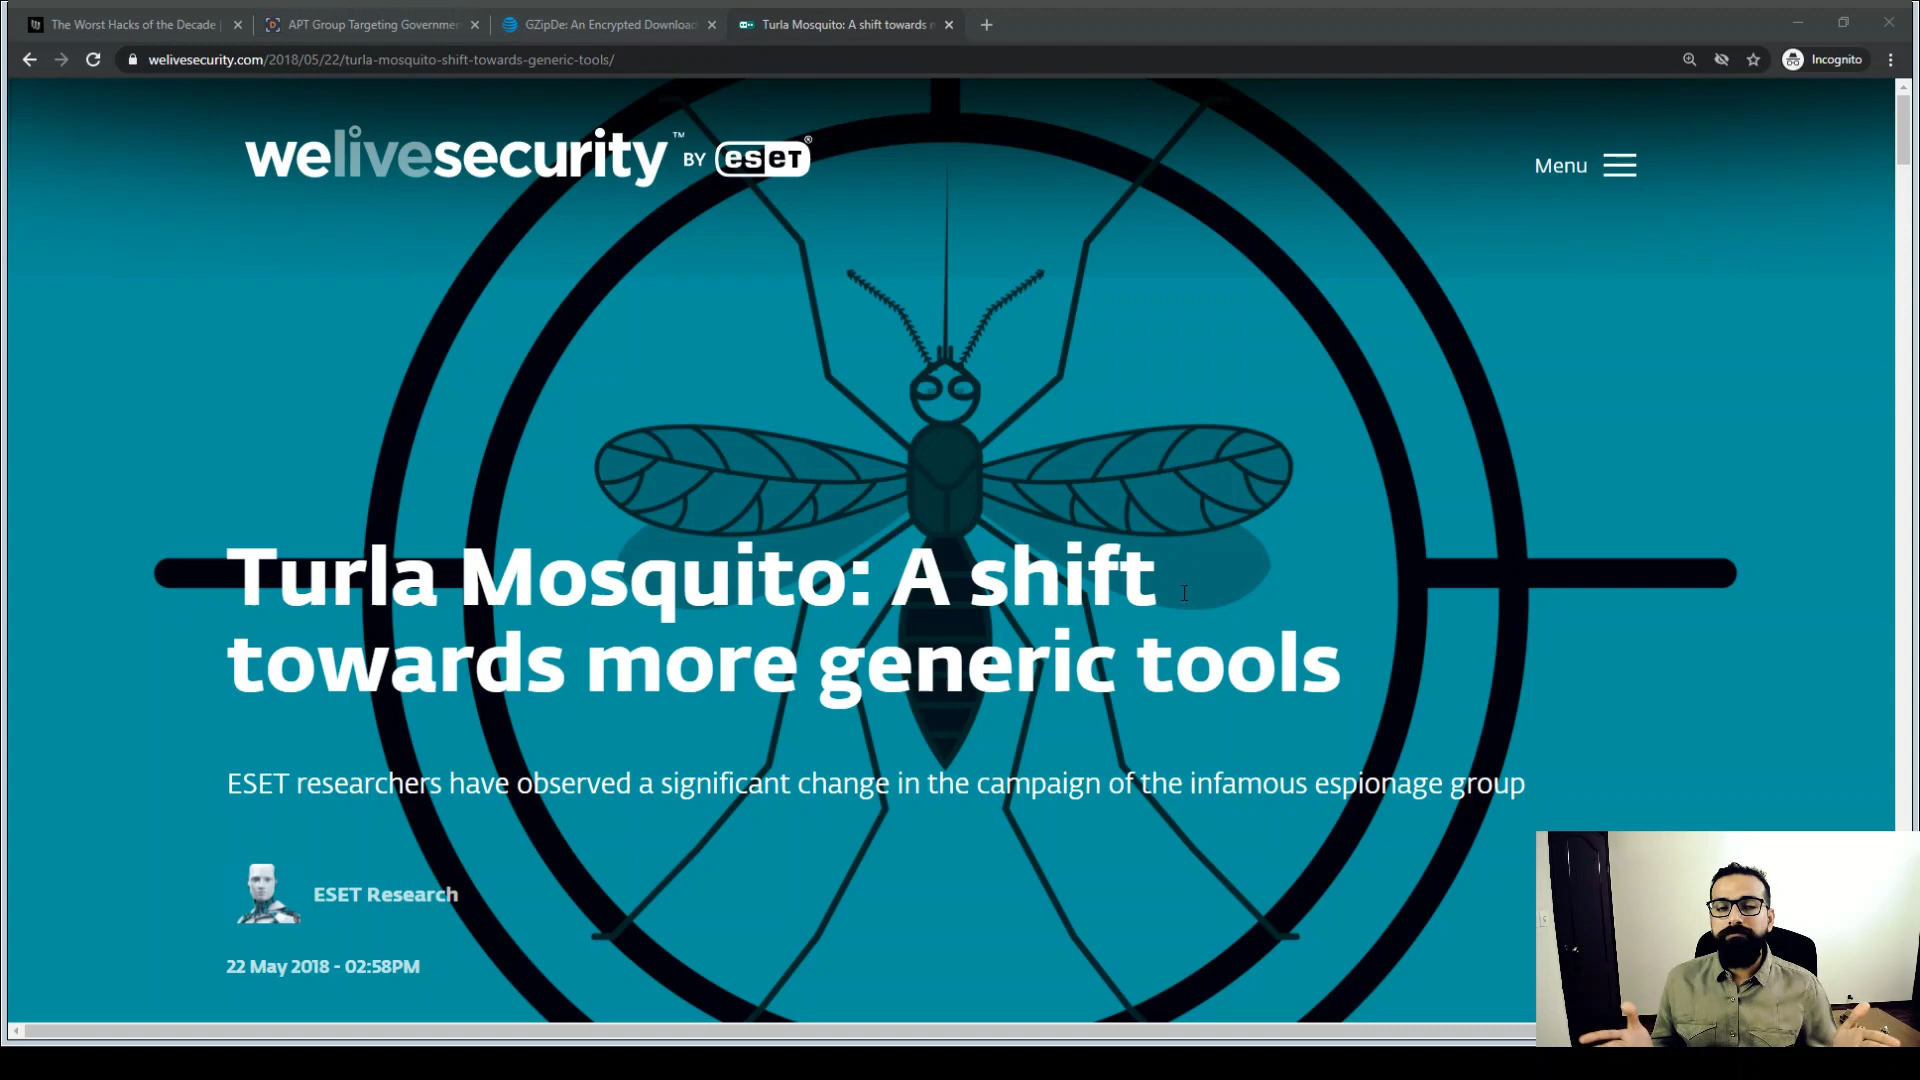 The Worst Hacks of the Decade
APT Group Targeting Governmen
GZipDe: An Encrypted Download
Turla Mosquito: A shift towards
welivesecurity.com/2018/05/22/turla-mosquito-shift-towards-generic-tools/
Incognito
welivesecurity™ BY eset®
Menu
Turla Mosquito: A shift
towards more generic tools
ESET researchers have observed a significant change in the campaign of the infamous espionage group
ESET Research
22 May 2018 - 02:58PM